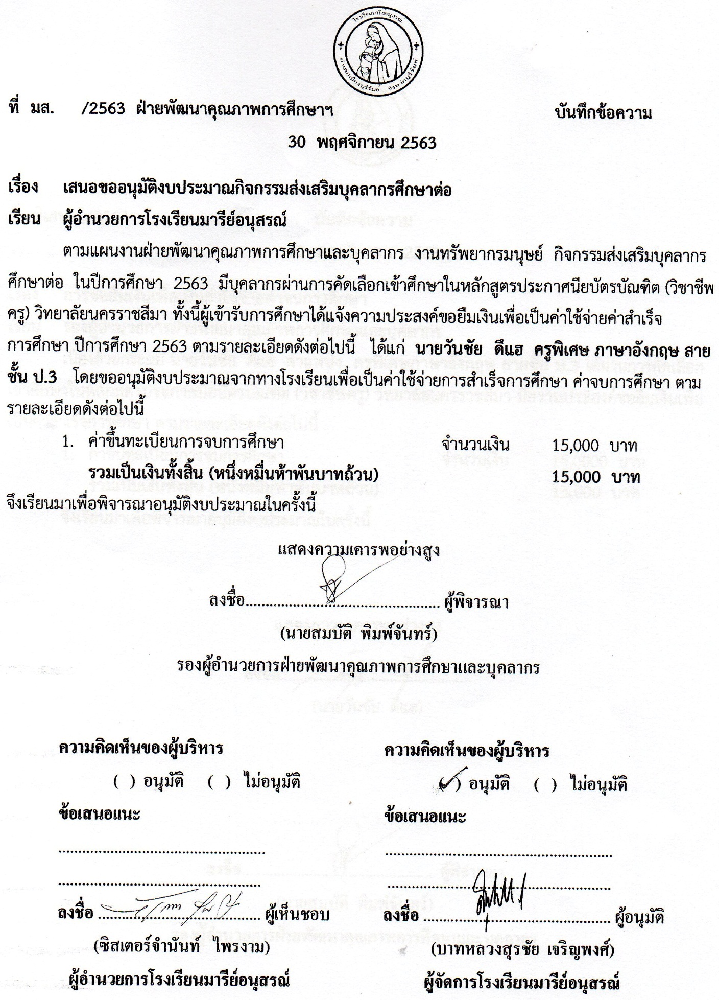 โรงเรียนมารีย์อนุสรณ์
อำเภอเมืองบุรีรัมย์ จังหวัดบุรีรัมย์
ที่ มส. /2563 ฝ่ายพัฒนาคุณภาพการศึกษาฯ บันทึกข้อความ
30 พฤศจิกายน 2563
เรื่อง เสนอขออนุมัติงบประมาณกิจกรรมส่งเสริมบุคลากรศึกษาต่อ
เรียน ผู้อำนวยการโรงเรียนมารีย์อนุสรณ์
ตามแผนงานฝ่ายพัฒนาคุณภาพการศึกษาและบุคลากร งานทรัพยากรมนุษย์ กิจกรรมส่งเสริมบุคลากร
ศึกษาต่อ ในปีการศึกษา 2563 มีบุคลากรผ่านการคัดเลือกเข้าศึกษาในหลักสูตรประกาศนียบัตรบัณฑิต (วิชาชีพ
ครู) วิทยาลัยนครราชสีมา ทั้งนี้ผู้เข้ารับการศึกษาได้แจ้งความประสงค์ขอยืมเงินเพื่อเป็นค่าใช้จ่ายค่าสำเร็จ
การศึกษา ปีการศึกษา 2563 ตามรายละเอียดดังต่อไปนี้ ได้แก่ นายวันชัย ดีแฮ ครูพิเศษ ภาษาอังกฤษ สาย
ชั้น ป.3 โดยขออนุมัติงบประมาณจากทางโรงเรียนเพื่อเป็นค่าใช้จ่ายการสำเร็จการศึกษา ค่าจบการศึกษา ตาม
รายละเอียดดังต่อไปนี้
1. ค่าขึ้นทะเบียนการจบการศึกษา จำนวนเงิน 15,000 บาท
รวมเป็นเงินทั้งสิ้น (หนึ่งหมื่นห้าพันบาทถ้วน) 15,000 บาท
จึงเรียนมาเพื่อพิจารณาอนุมัติงบประมาณในครั้งนี้
แสดงความเคารพอย่างสูง
ลงชื่อ................................................ ผู้พิจารณา
(นายสมบัติ พิมพ์จันทร์)
รองผู้อำนวยการฝ่ายพัฒนาคุณภาพการศึกษาและบุคลากร
ความคิดเห็นของผู้บริหาร ความคิดเห็นของผู้บริหาร
( ) อนุมัติ ( ) ไม่อนุมัติ (✓) อนุมัติ ( ) ไม่อนุมัติ
ข้อเสนอแนะ ข้อเสนอแนะ
ลงชื่อ ........................................ ผู้เห็นชอบ ลงชื่อ ........................................ ผู้อนุมัติ
(ซิสเตอร์จำนันท์ ไพรงาม) (บาทหลวงสุรชัย เจริญพงศ์)
ผู้อำนวยการโรงเรียนมารีย์อนุสรณ์ ผู้จัดการโรงเรียนมารีย์อนุสรณ์